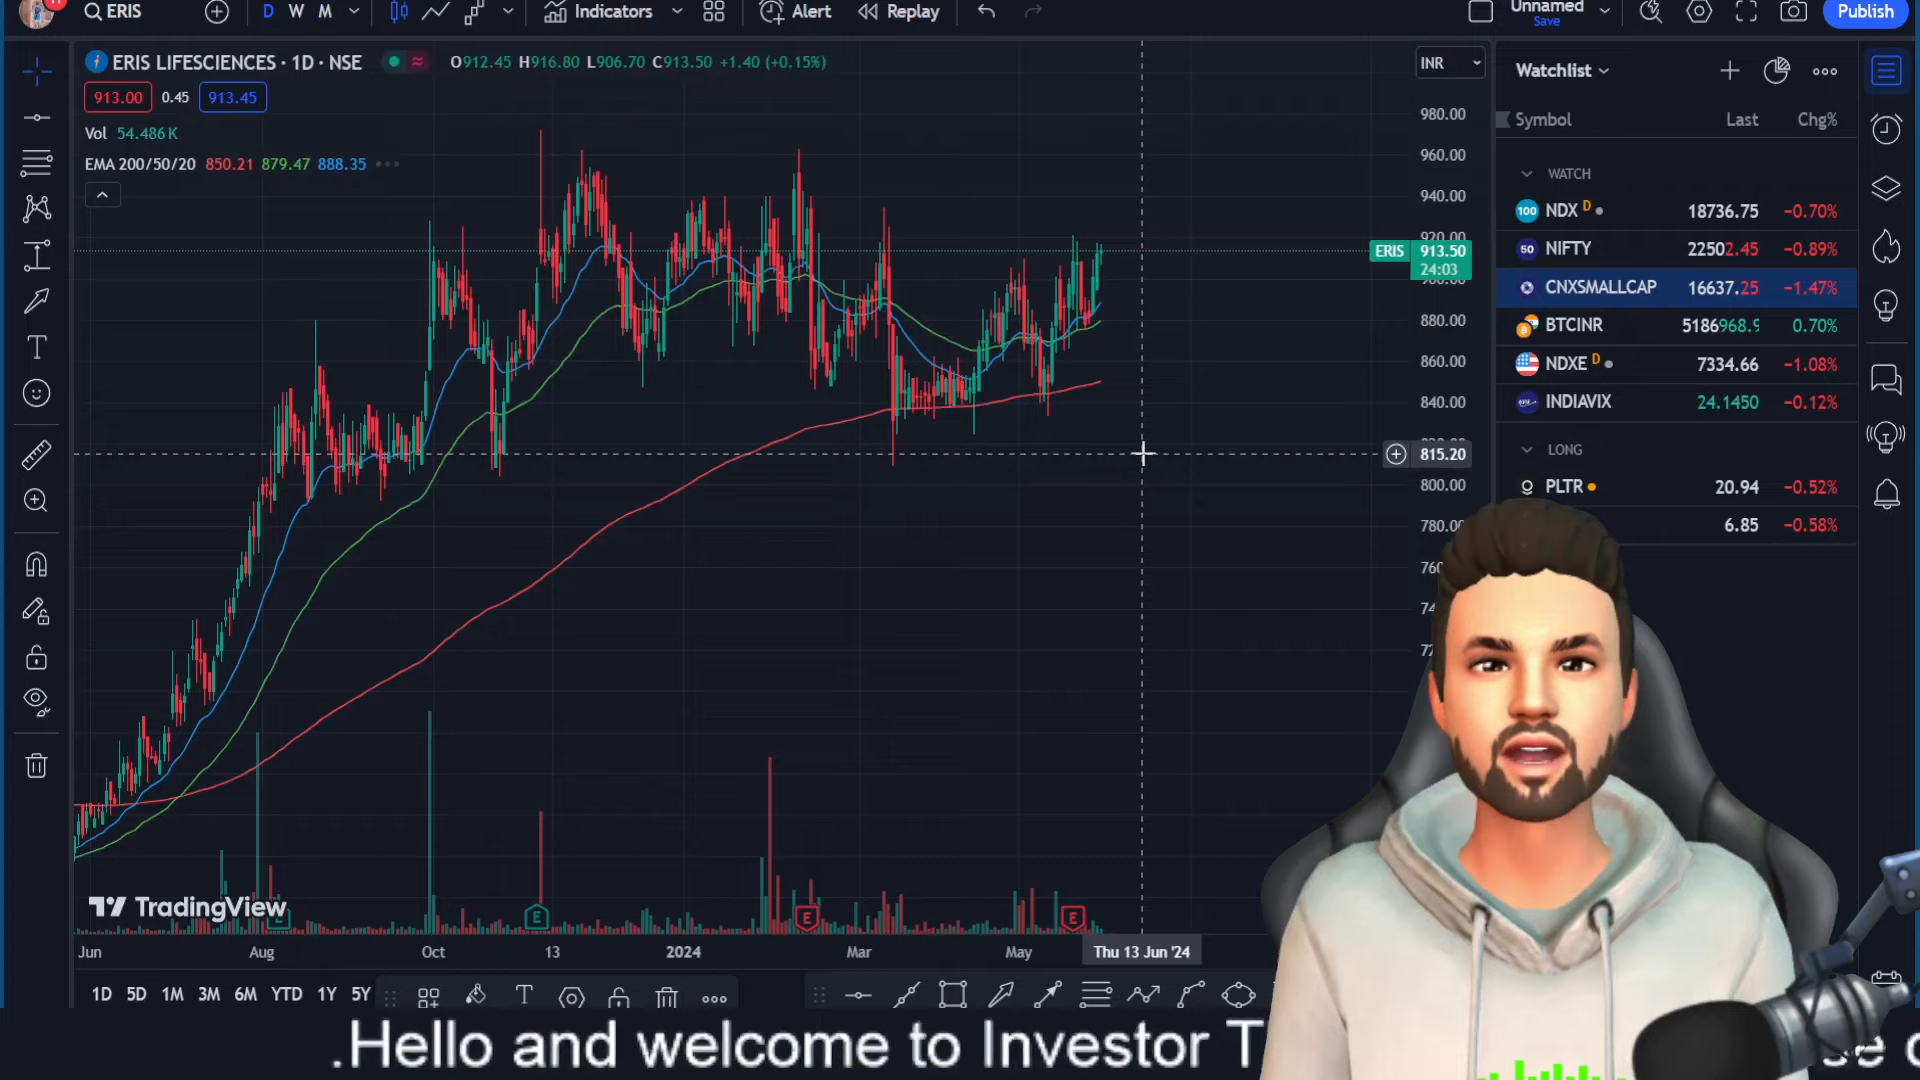 ERIS
D W M
Indicators
Alert
Replay
Unnamed
Save
Publish
ERIS LIFESCIENCES · 1D · NSE
O912.45 H916.80 L906.70 C913.50 +1.40 (+0.15%)
INR
913.00 0.45 913.45
Vol 54.486 K
EMA 200/50/20 850.21 879.47 888.35
980.00
960.00
940.00
920.00
ERIS 913.50
24:03
880.00
860.00
840.00
815.20
800.00
Watchlist
Symbol Last Chg%
WATCH
100 NDX D 18736.75 −0.70%
50 NIFTY 22502.45 −0.89%
CNXSMALLCAP 16637.25 −1.47%
BTCINR 5186968.9 0.70%
NDXE D 7334.66 −1.08%
INDIAVIX 24.1450 −0.12%
LONG
PLTR 20.94 −0.52%
6.85 −0.58%
TradingView
E E E
Jun Aug Oct 13 2024 Mar May Thu 13 Jun '24
1D 5D 1M 3M 6M YTD 1Y 5Y
.Hello and welcome to Investor T